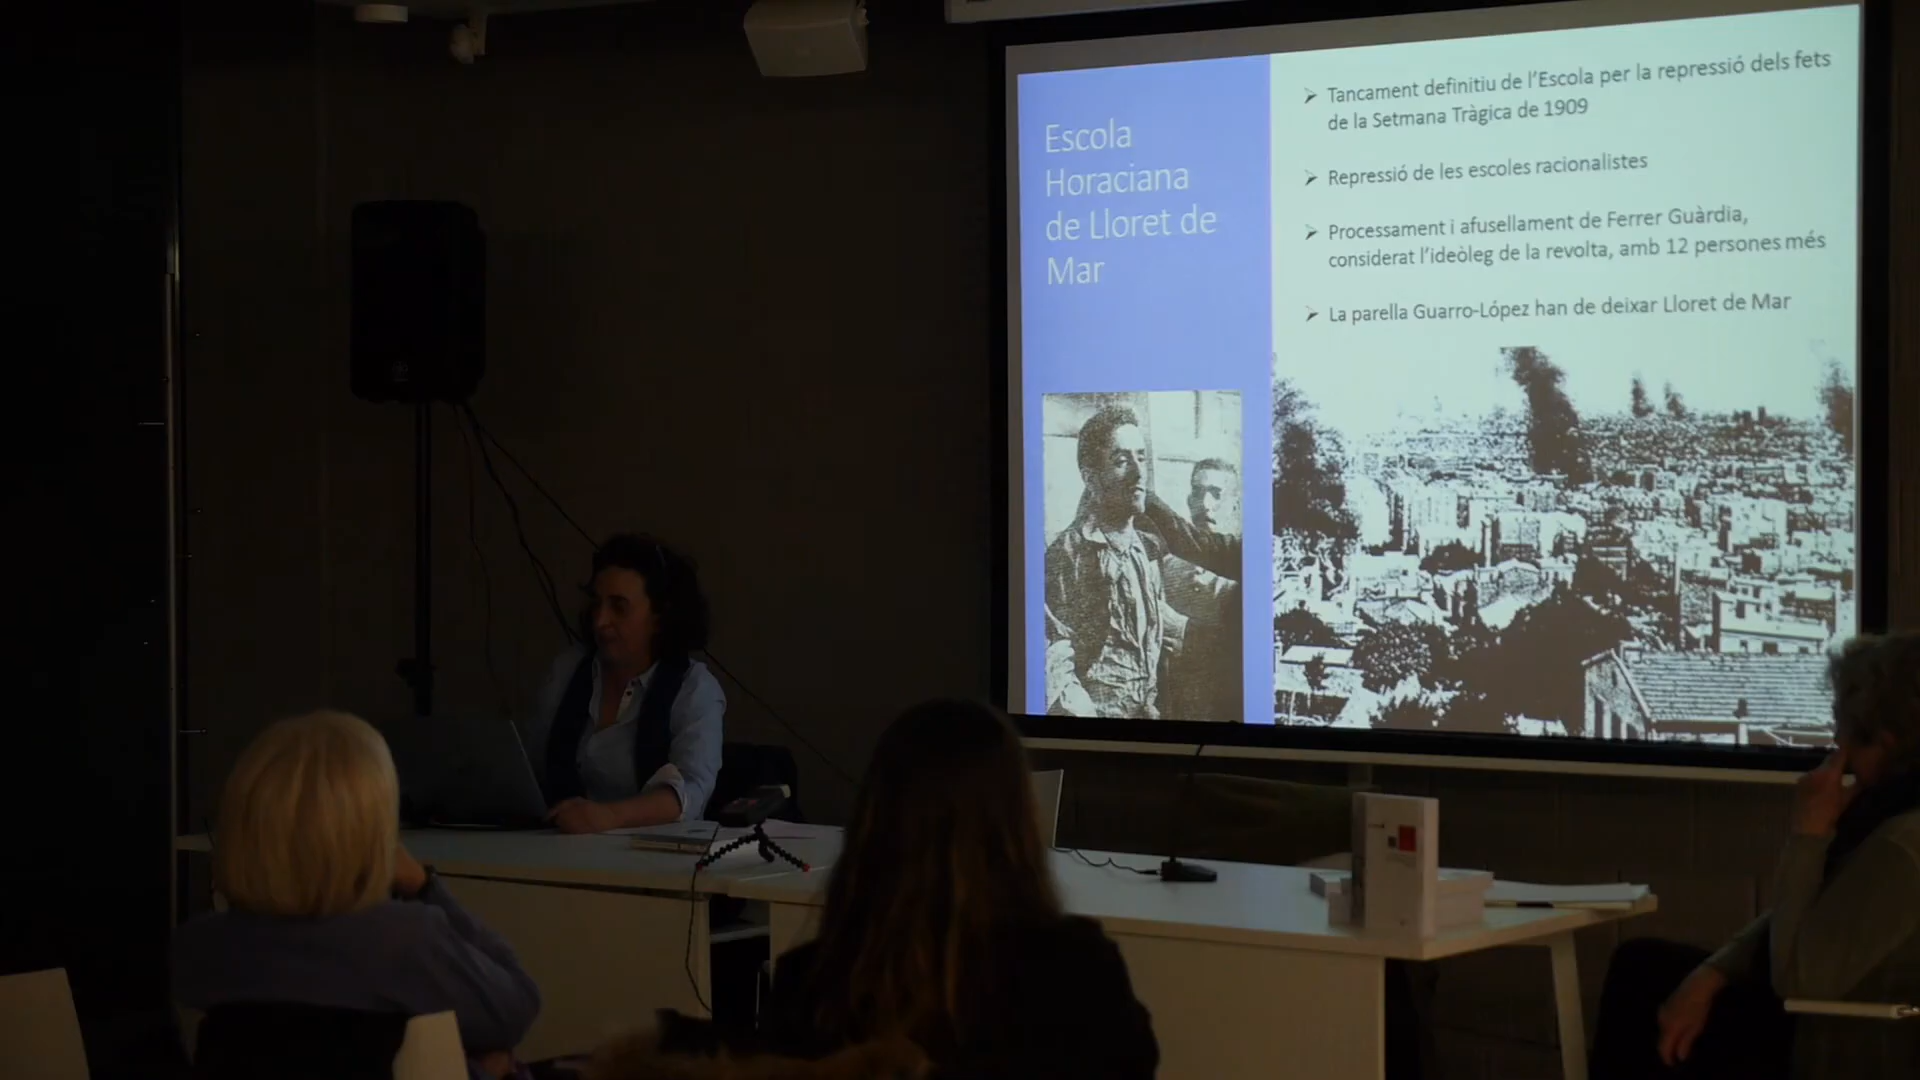 Escola
Horaciana
de Lloret de
Mar
➢ Tancament definitiu de l'Escola per la repressió dels fets
de la Setmana Tràgica de 1909
➢ Repressió de les escoles racionalistes
➢ Processament i afusellament de Ferrer Guàrdia,
considerat l'ideòleg de la revolta, amb 12 persones més
➢ La parella Guarro-López han de deixar Lloret de Mar